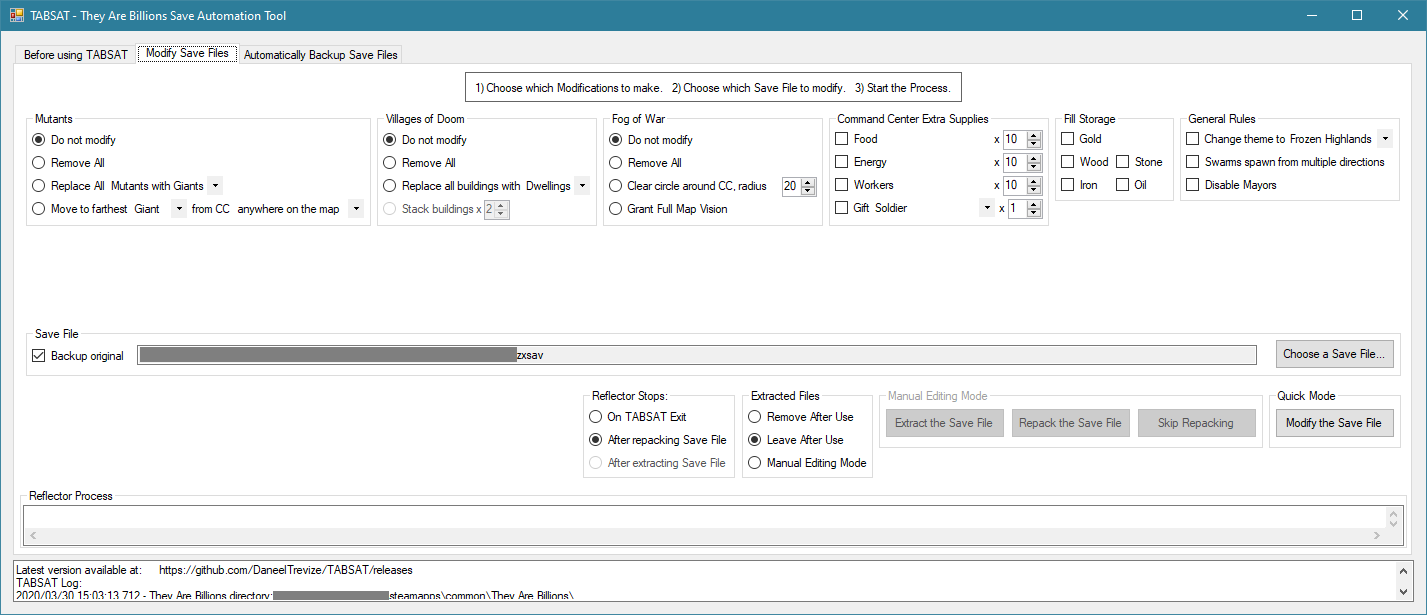 TABSAT - They Are Billions Save Automation Tool
Before using TABSAT Modify Save Files Automatically Backup Save Files
1) Choose which Modifications to make. 2) Choose which Save File to modify. 3) Start the Process.
Mutants
Do not modify
Remove All
Replace All Mutants with Giants
Move to farthest Giant from CC anywhere on the map
Villages of Doom
Do not modify
Remove All
Replace all buildings with Dwellings
Stack buildings x 2
Fog of War
Do not modify
Remove All
Clear circle around CC, radius 20
Grant Full Map Vision
Command Center Extra Supplies
Food x 10
Energy x 10
Workers x 10
Gift Soldier x 1
Fill Storage
Gold
Wood Stone
Iron Oil
General Rules
Change theme to Frozen Highlands
Swarms spawn from multiple directions
Disable Mayors
Save File
Backup original zxsav Choose a Save File...
Reflector Stops:
On TABSAT Exit
After repacking Save File
After extracting Save File
Extracted Files
Remove After Use
Leave After Use
Manual Editing Mode
Manual Editing Mode
Extract the Save File Repack the Save File Skip Repacking
Quick Mode
Modify the Save File
Reflector Process
Latest version available at: https://github.com/DaneelTrevize/TABSAT/releases
TABSAT Log:
2020/03/30 15:03:13.712 - They Are Billions directory: steamapps\common\They Are Billions\